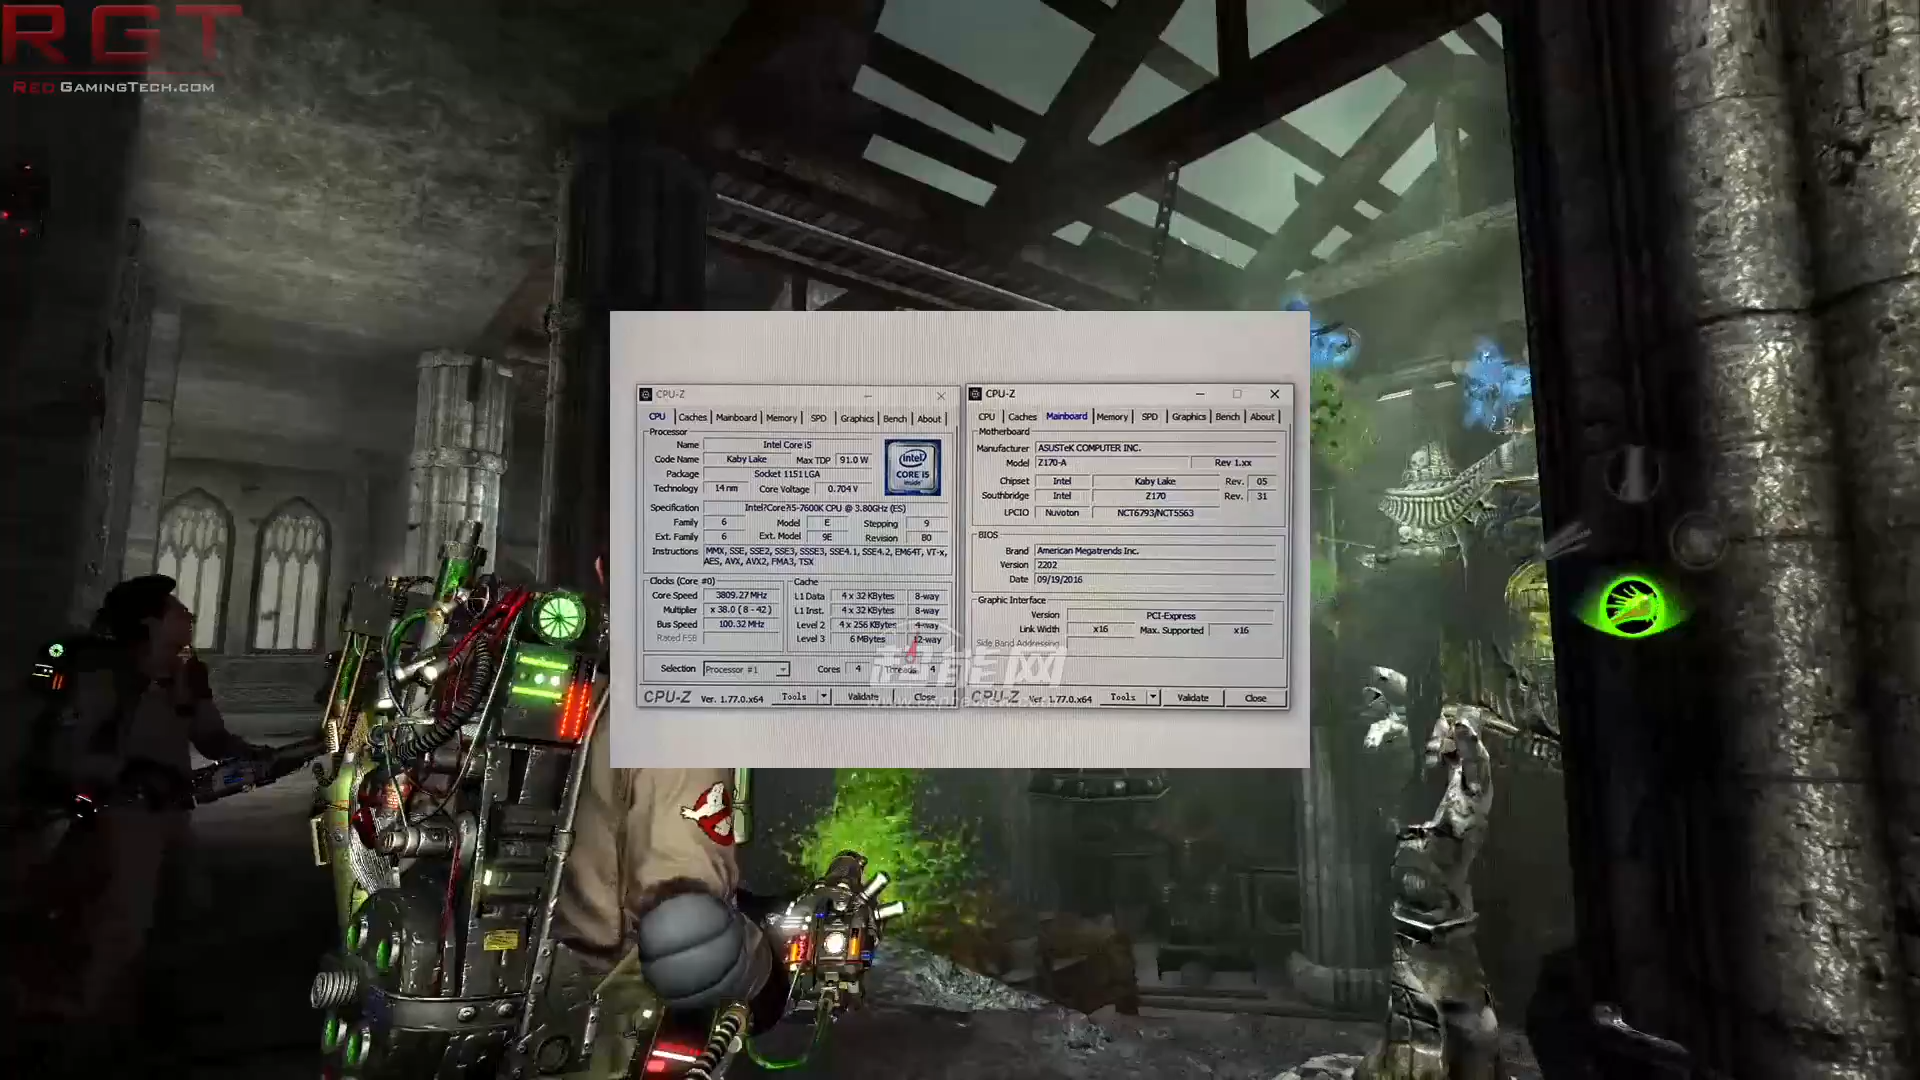 RGT
RED GAMINGTECH.COM
CPU-Z
CPU Caches Mainboard Memory SPD Graphics Bench About
Processor
Name Intel Core i5
Code Name Kaby Lake Max TDP 91.0 W
Package Socket 1151 LGA
Technology 14 nm Core Voltage 0.704 V
intel CORE i5 inside
Specification Intel?Core?i5-7600K CPU @ 3.80GHz (ES)
Family 6 Model E Stepping 9
Ext. Family 6 Ext. Model 9E Revision B0
Instructions MMX, SSE, SSE2, SSE3, SSSE3, SSE4.1, SSE4.2, EM64T, VT-x,
AES, AVX, AVX2, FMA3, TSX
Clocks (Core #0)
Core Speed 3809.27 MHz
Multiplier x 38.0 ( 8 - 42 )
Bus Speed 100.32 MHz
Rated FSB
Cache
L1 Data 4 x 32 KBytes 8-way
L1 Inst. 4 x 32 KBytes 8-way
Level 2 4 x 256 KBytes 4-way
Level 3 6 MBytes 12-way
Selection Processor #1 Cores 4 Threads 4
CPU-Z Ver. 1.77.0.x64 Tools Validate Close
CPU-Z
CPU Caches Mainboard Memory SPD Graphics Bench About
Motherboard
Manufacturer ASUSTeK COMPUTER INC.
Model Z170-A Rev 1.xx
Chipset Intel Kaby Lake Rev. 05
Southbridge Intel Z170 Rev. 31
LPCIO Nuvoton NCT6793/NCT5563
BIOS
Brand American Megatrends Inc.
Version 2202
Date 09/19/2016
Graphic Interface
Version PCI-Express
Link Width x16 Max. Supported x16
Side Band Addressing
CPU-Z Ver. 1.77.0.x64 Tools Validate Close